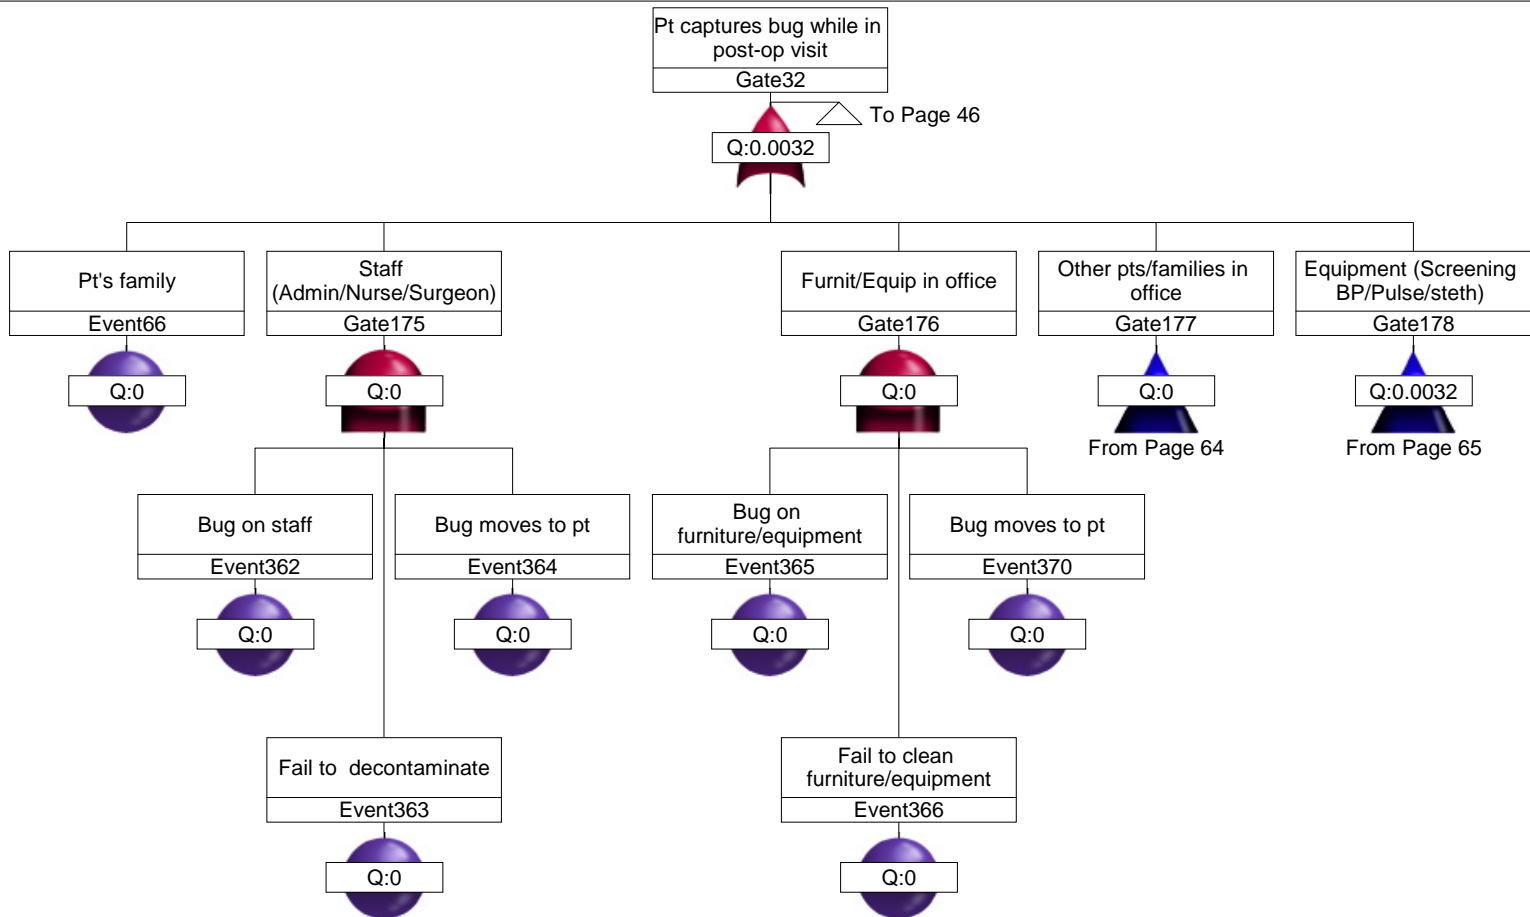 Pt captures bug while in
post-op visit
Gate32
To Page 46
Q:0.0032
Pt's family
Event66
Q:0
Staff
(Admin/Nurse/Surgeon)
Gate175
Q:0
Furnit/Equip in office
Gate176
Q:0
Other pts/families in
office
Gate177
Q:0
From Page 64
Equipment (Screening
BP/Pulse/steth)
Gate178
Q:0.0032
From Page 65
Bug on staff
Event362
Q:0
Bug moves to pt
Event364
Q:0
Bug on
furniture/equipment
Event365
Q:0
Bug moves to pt
Event370
Q:0
Fail to  decontaminate
Event363
Q:0
Fail to clean
furniture/equipment
Event366
Q:0